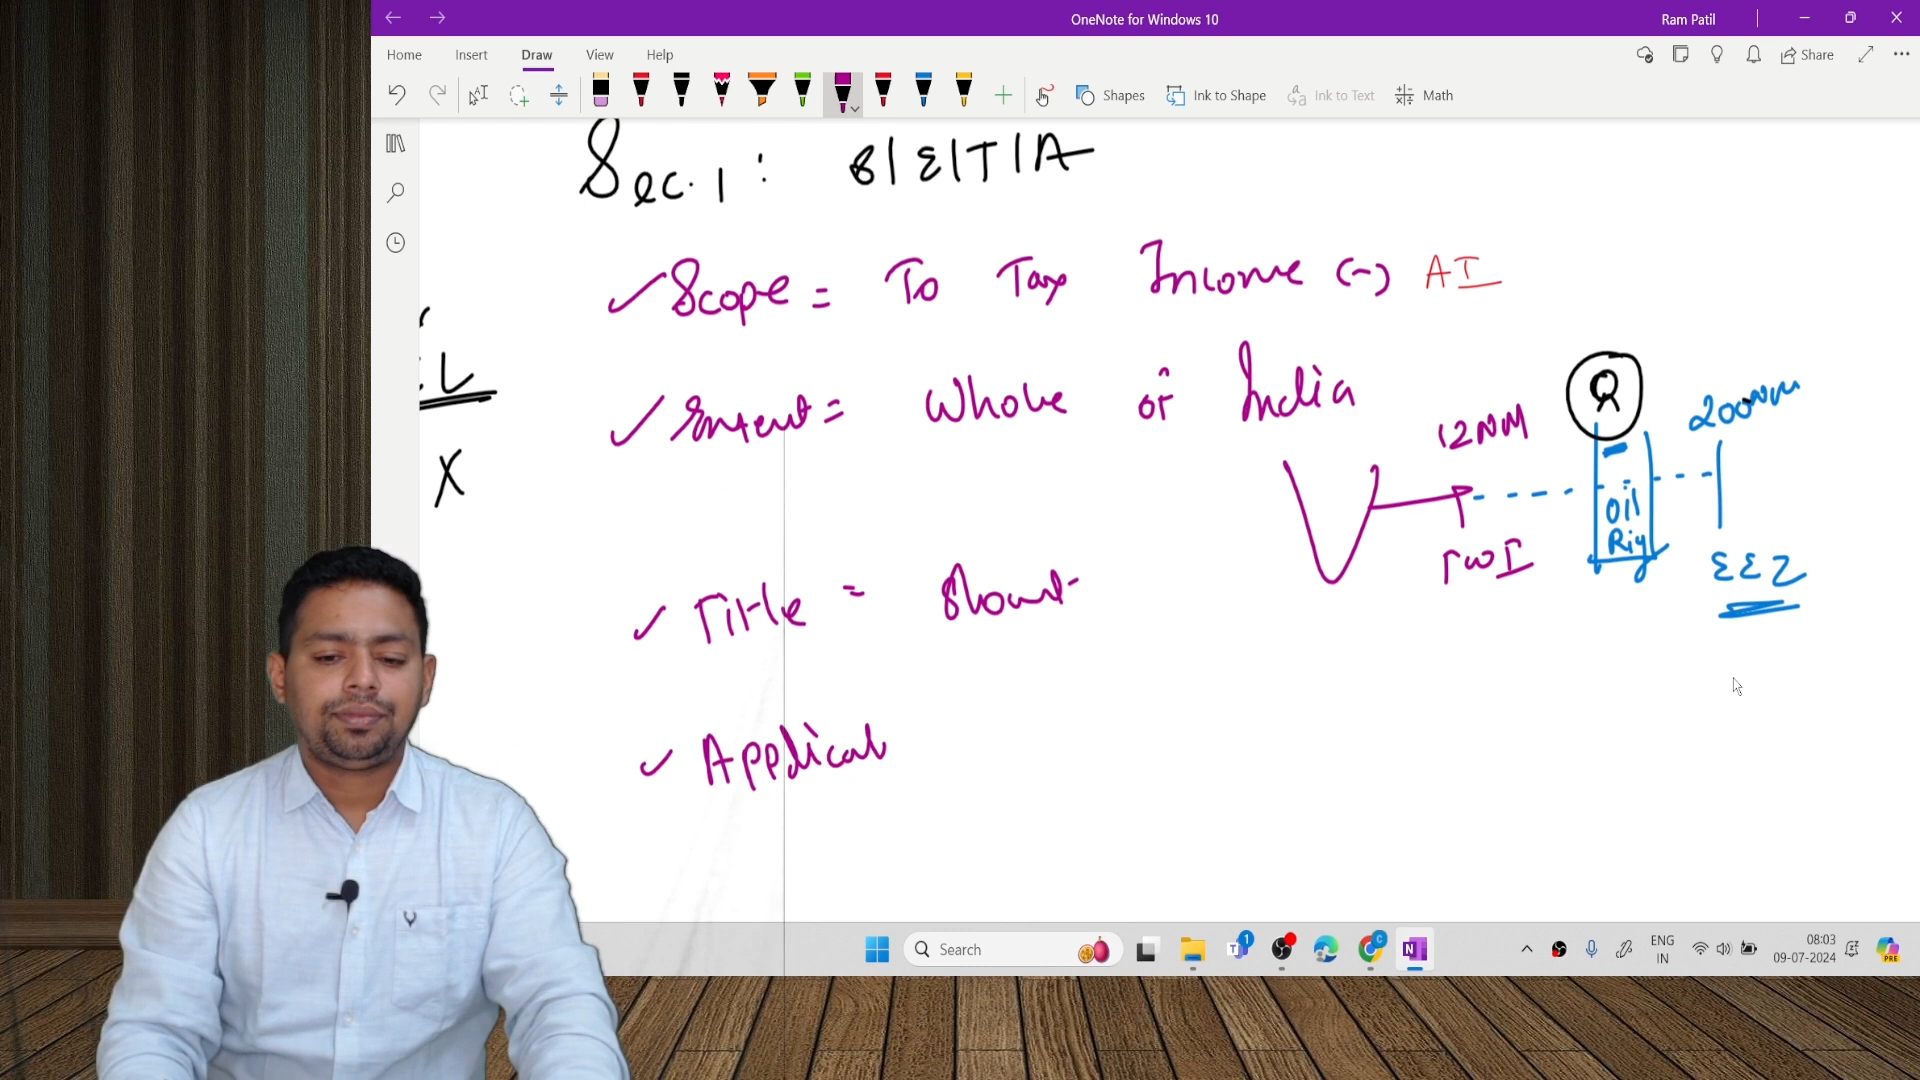 OneNote for Windows 10
Ram Patil
Home Insert Draw View Help
Share
Shapes Ink to Shape Ink to Text Math
Sec. 1 : S|E|T|A
✓ Scope = To Tax Income (-) AI
✓ Extent = Whole of India
L
X
12NM
R
200NM
Oil
Rig
TWI
EEZ
✓ Title = Short
✓ Applicab
Search
T 1
C
N
ENG
IN
08:03
09-07-2024
PRE